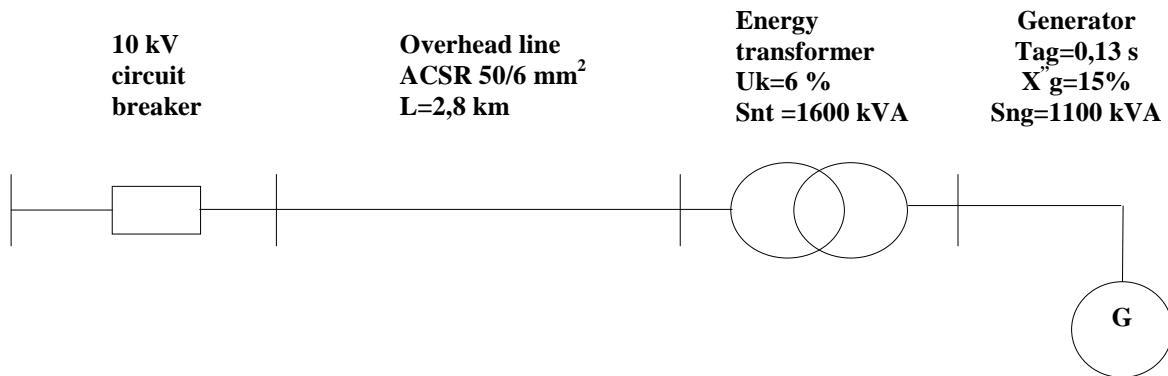 10 kV
circuit
breaker
Overhead line
ACSR 50/6 mm²
L=2,8 km
Energy
transformer
Uk=6 %
Snt =1600 kVA
Generator
Tag=0,13 s
X”g=15%
Sng=1100 kVA
G